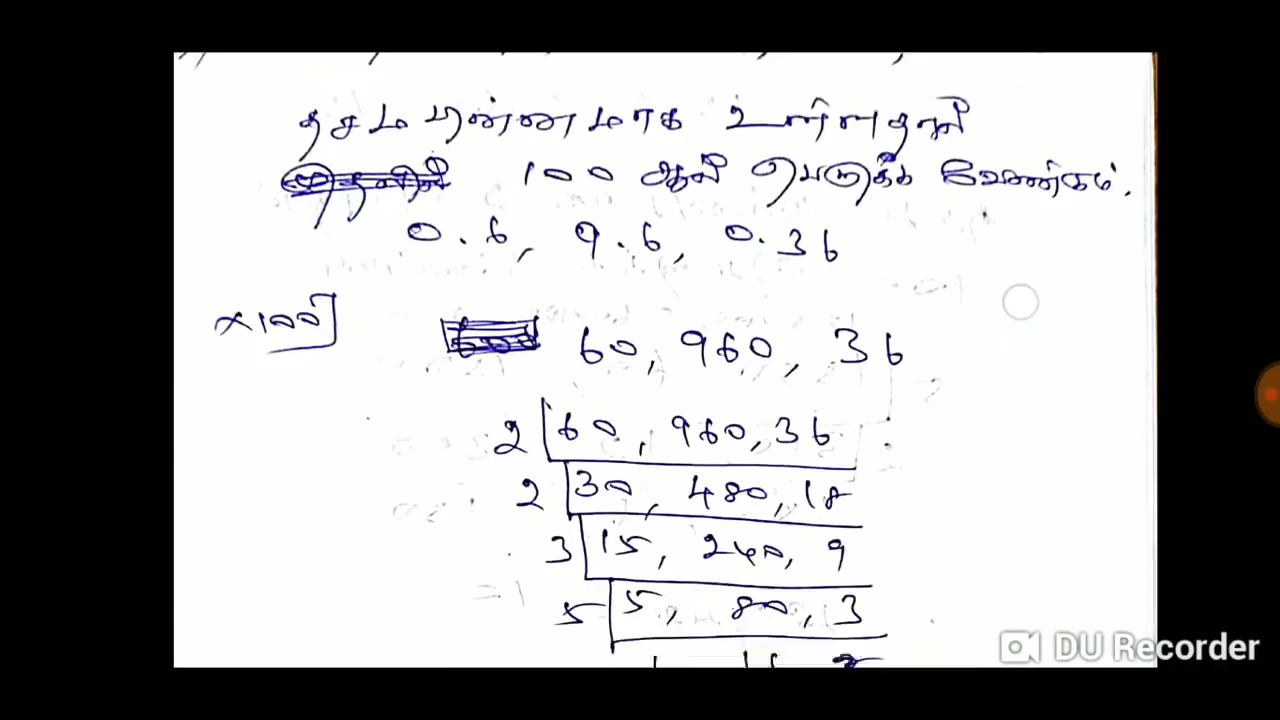 தசம பின்னமாக உள்ளதால்
100 ஆல் பெருக்க வேண்டும்.
0.6, 9.6, 0.36
×100
60, 960, 36
2 60, 960, 36
2 30, 480, 18
3 15, 240, 9
5 5, 80, 3
DU Recorder